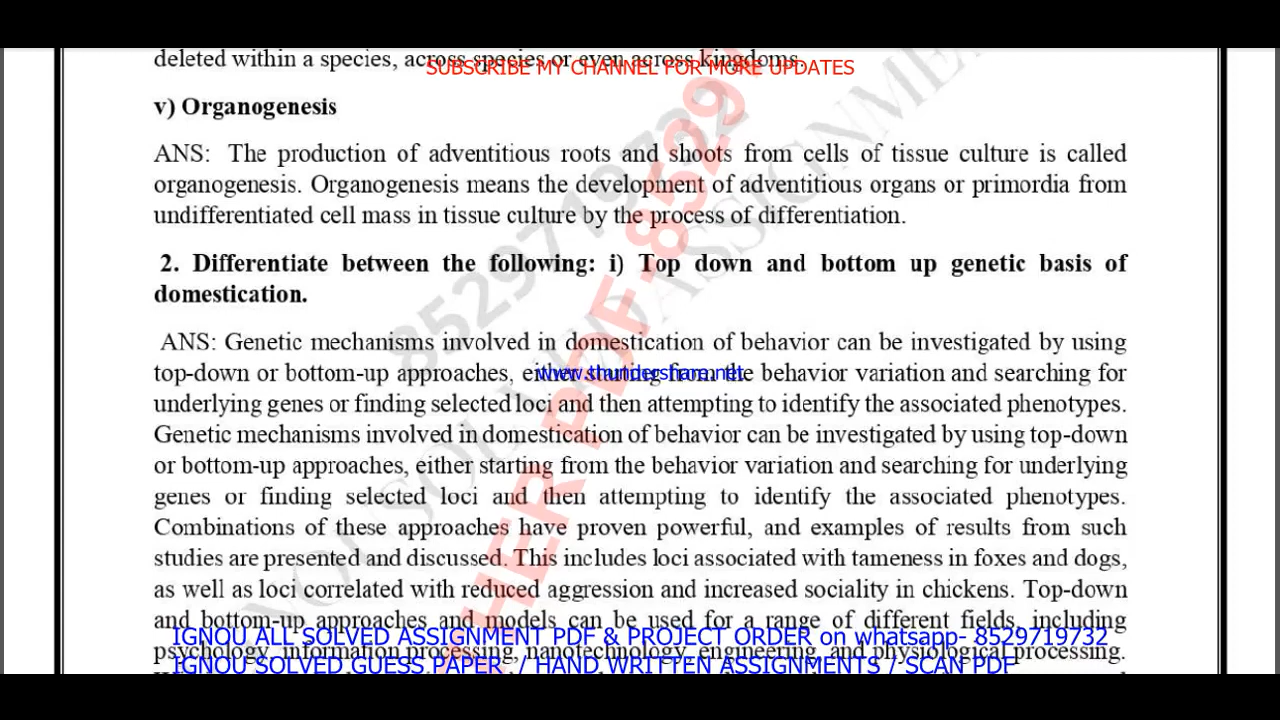 deleted within a species, across species or even across kingdoms.
SUBSCRIBE MY CHANNEL FOR MORE UPDATES
v) Organogenesis
ANS: The production of adventitious roots and shoots from cells of tissue culture is called
organogenesis. Organogenesis means the development of adventitious organs or primordia from
undifferentiated cell mass in tissue culture by the process of differentiation.
2. Differentiate between the following: i) Top down and bottom up genetic basis of
domestication.
ANS: Genetic mechanisms involved in domestication of behavior can be investigated by using
top-down or bottom-up approaches, either starting from the behavior variation and searching for
www.thundershare.net
underlying genes or finding selected loci and then attempting to identify the associated phenotypes.
Genetic mechanisms involved in domestication of behavior can be investigated by using top-down
or bottom-up approaches, either starting from the behavior variation and searching for underlying
genes or finding selected loci and then attempting to identify the associated phenotypes.
Combinations of these approaches have proven powerful, and examples of results from such
studies are presented and discussed. This includes loci associated with tameness in foxes and dogs,
as well as loci correlated with reduced aggression and increased sociality in chickens. Top-down
and bottom-up approaches and models can be used for a range of different fields, including
IGNOU ALL SOLVED ASSIGNMENT PDF & PROJECT ORDER on whatsapp- 8529719732
psychology, information processing, nanotechnology, engineering, and physiological processing.
IGNOU SOLVED GUESS PAPER / HAND WRITTEN ASSIGNMENTS / SCAN PDF
8529719732
HER PDF-8529